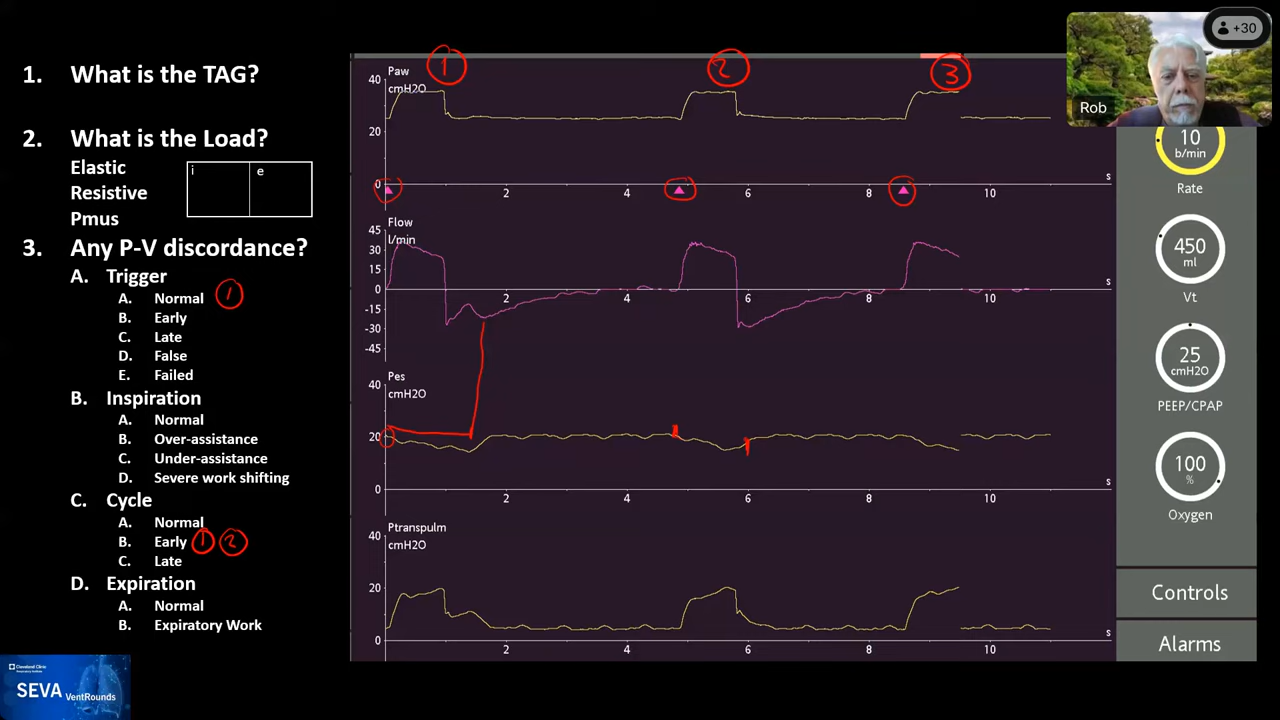 1. What is the TAG?
2. What is the Load?
Elastic
Resistive
Pmus
i e
3. Any P-V discordance?
A. Trigger
A. Normal 1
B. Early
C. Late
D. False
E. Failed
B. Inspiration
A. Normal
B. Over-assistance
C. Under-assistance
D. Severe work shifting
C. Cycle
A. Normal
B. Early 1 2
C. Late
D. Expiration
A. Normal
B. Expiratory Work
Cleveland Clinic
SEVA VentRounds
1 2 3
Paw
cmH2O
40
20
0
2 4 6 8 10 s
Flow
l/min
45
30
15
0
-15
-30
-45
2 4 6 8 10 s
Pes
cmH2O
40
20
0
2 4 6 8 10 s
Ptranspulm
cmH2O
40
20
0
2 4 6 8 10 s
+30
Rob
10
b/min
Rate
450
ml
Vt
25
cmH2O
PEEP/CPAP
100
%
Oxygen
Controls
Alarms